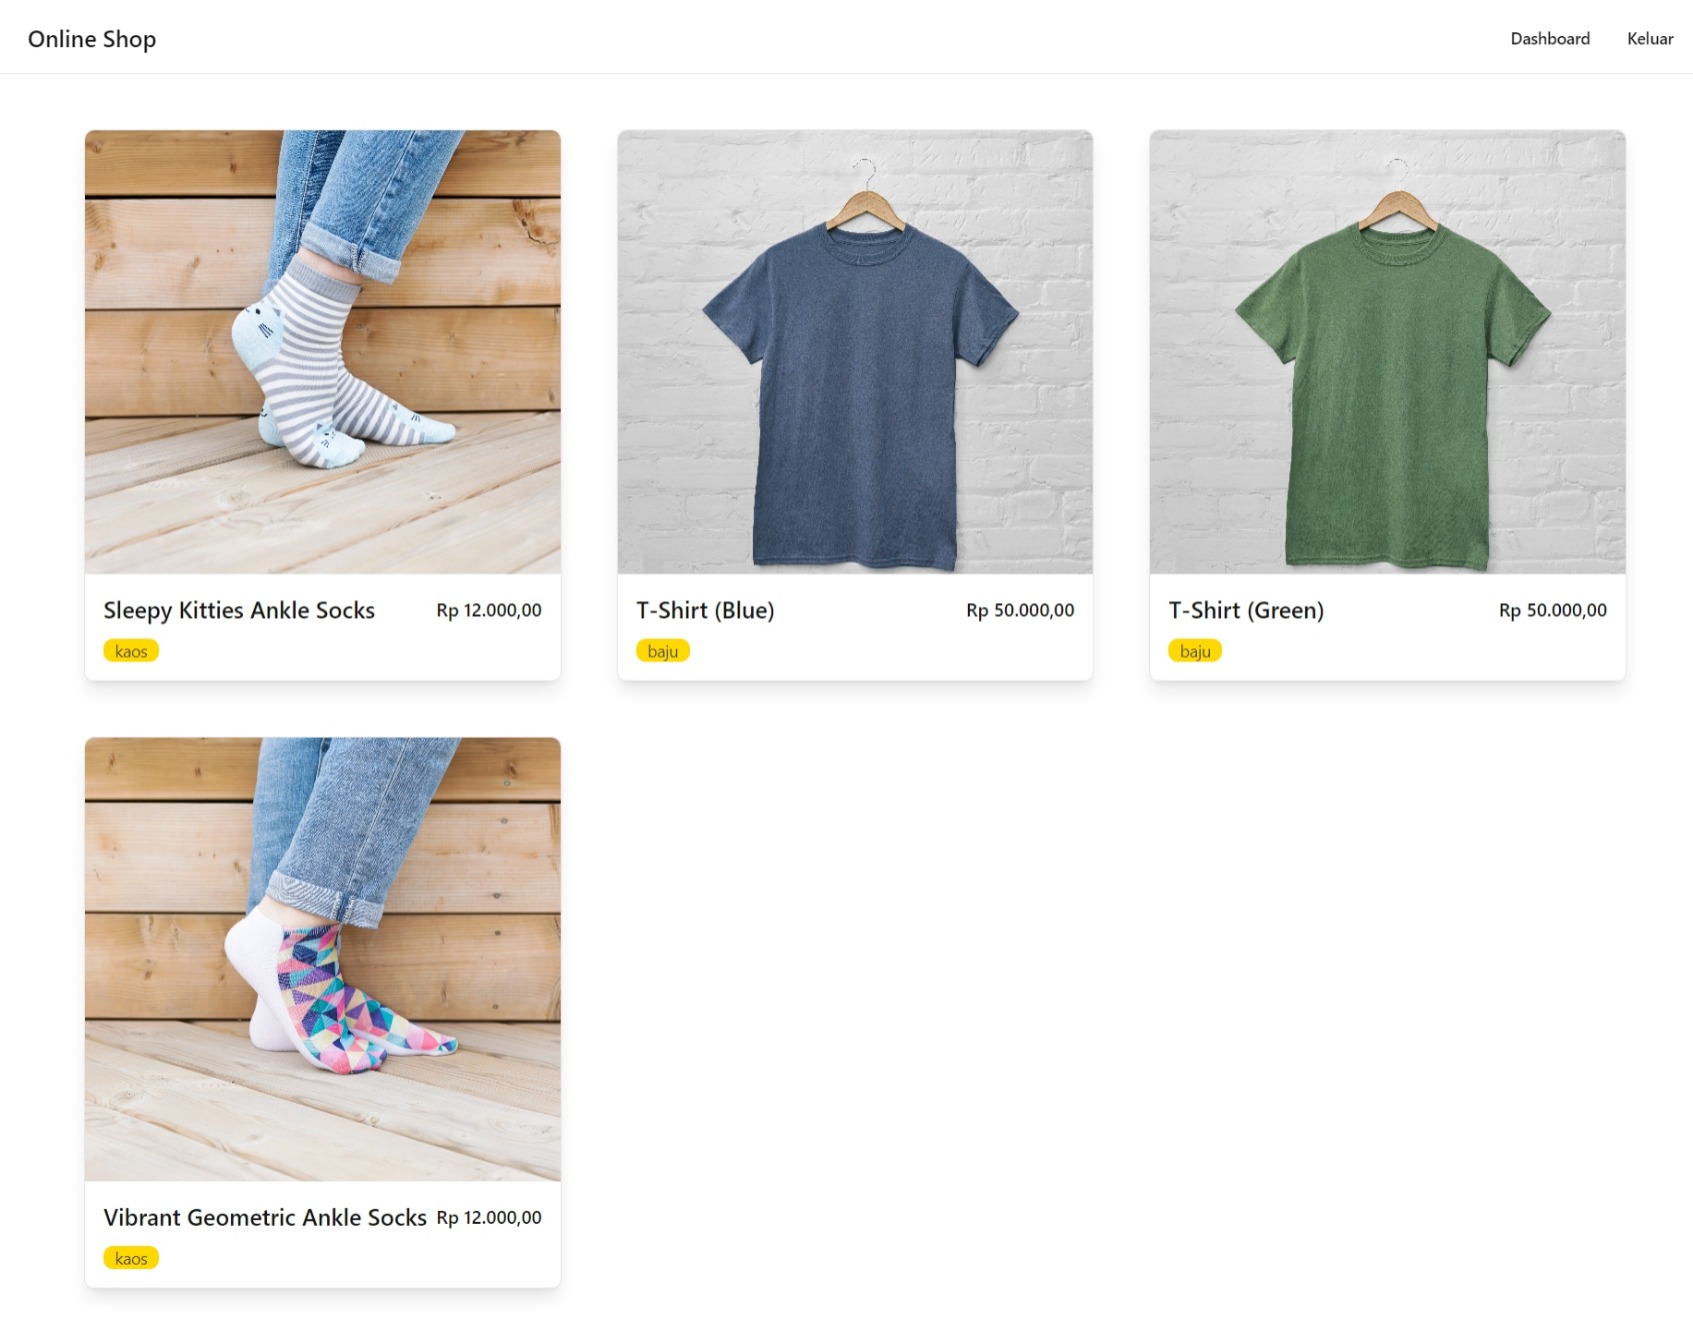 Online Shop
Dashboard
Keluar
Sleepy Kitties Ankle Socks
Rp 12.000,00
kaos
T-Shirt (Blue)
Rp 50.000,00
baju
T-Shirt (Green)
Rp 50.000,00
baju
Vibrant Geometric Ankle Socks
Rp 12.000,00
kaos